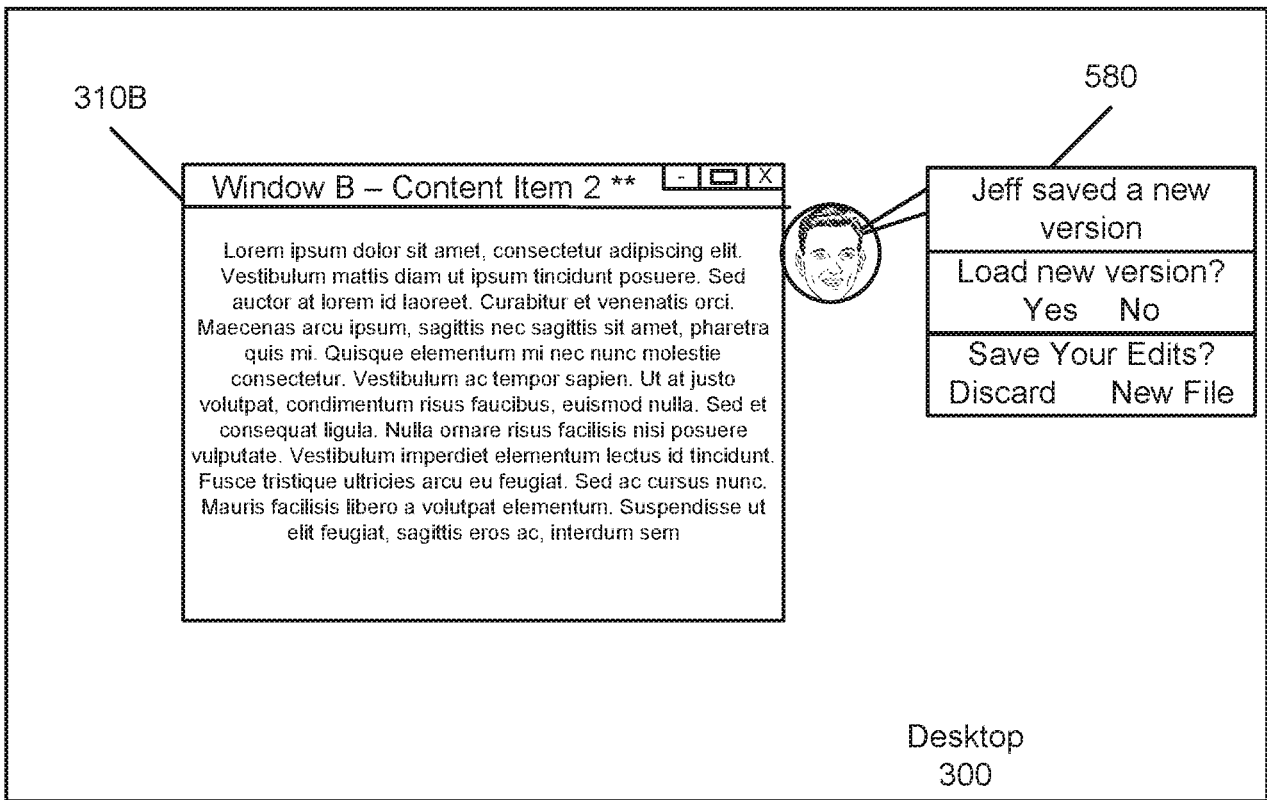 310B
580
Window B – Content Item 2 **
- X
Lorem ipsum dolor sit amet, consectetur adipiscing elit.
Vestibulum mattis diam ut ipsum tincidunt posuere. Sed
auctor at lorem id laoreet. Curabitur et venenatis orci.
Maecenas arcu ipsum, sagittis nec sagittis sit amet, pharetra
quis mi. Quisque elementum mi nec nunc molestie
consectetur. Vestibulum ac tempor sapien. Ut at justo
volutpat, condimentum risus faucibus, euismod nulla. Sed et
consequat ligula. Nulla ornare risus facilisis nisi posuere
vulputate. Vestibulum imperdiet elementum lectus id tincidunt.
Fusce tristique ultricies arcu eu feugiat. Sed ac cursus nunc.
Mauris facilisis libero a volutpat elementum. Suspendisse ut
elit feugiat, sagittis eros ac, interdum sem
Jeff saved a new
version
Load new version?
Yes No
Save Your Edits?
Discard New File
Desktop
300